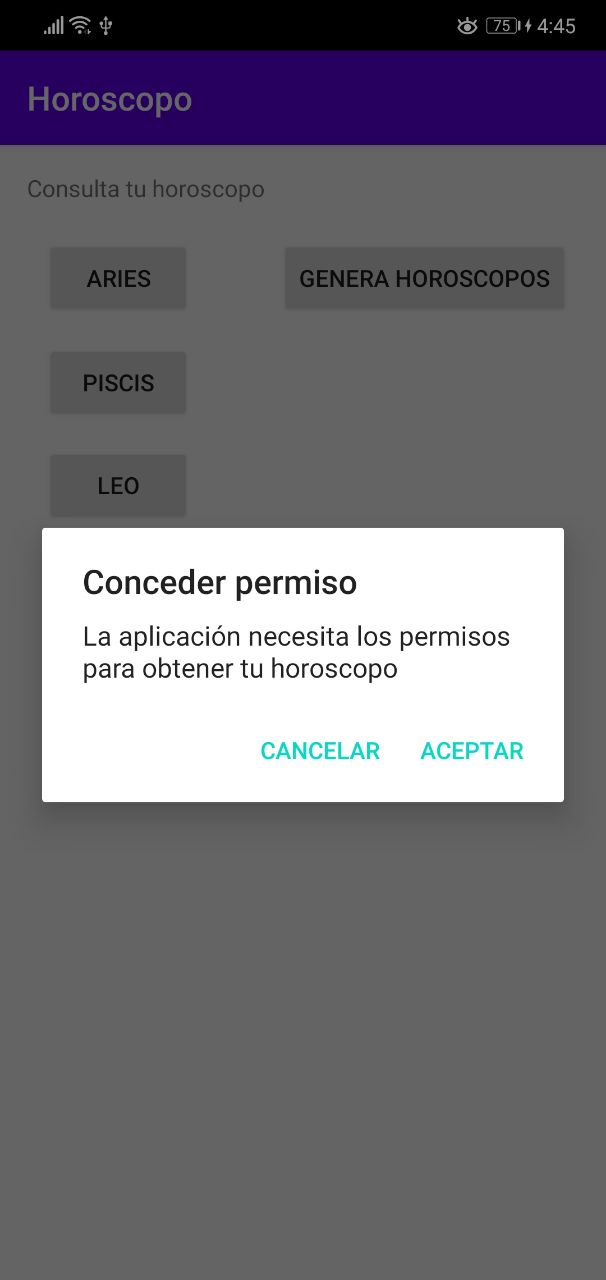 75 4:45
Horoscopo
Consulta tu horoscopo
ARIES GENERA HOROSCOPOS
PISCIS
LEO
Conceder permiso
La aplicación necesita los permisos
para obtener tu horoscopo
CANCELAR ACEPTAR